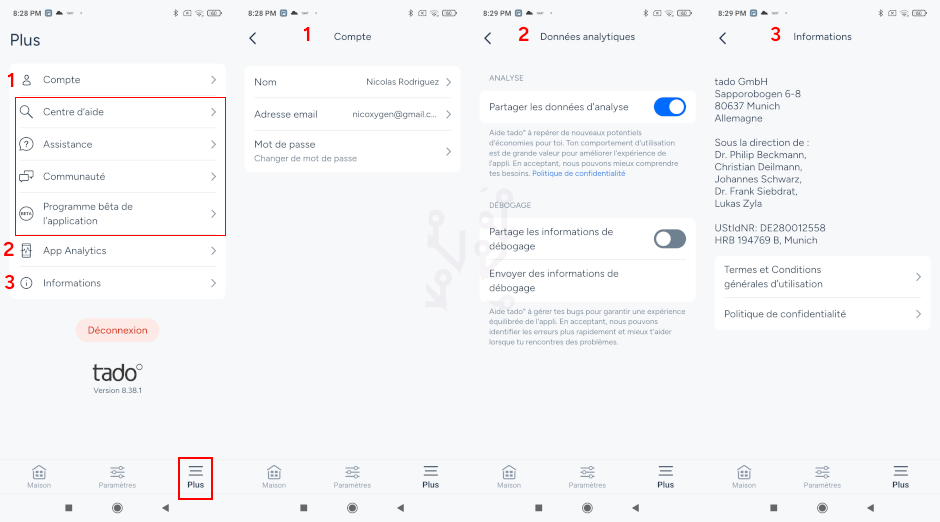 8:28 PM
Plus
1
Compte
Centre d'aide
? Assistance
Communauté
BETA
Programme bêta de
l'application
2
App Analytics
3
Informations
Déconnexion
tado°
Version 8.38.1
Maison
Paramètres
Plus
8:28 PM
1
Compte
Nom
Nicolas Rodriguez
Adresse email
nicoxygen@gmail.c...
Mot de passe
Changer de mot de passe
Maison
Paramètres
Plus
8:29 PM
2
Données analytiques
ANALYSE
Partager les données d'analyse
Aide tado° à repérer de nouveaux potentiels
d'économies pour toi. Ton comportement d'utilisation
est de grande valeur pour améliorer l'expérience de
l'appli. En acceptant, nous pouvons mieux comprendre
tes besoins. Politique de confidentialité
DÉBOGAGE
Partage les informations de
débogage
Envoyer des informations de
débogage
Aide tado° à gérer tes bugs pour garantir une expérience
équilibrée de l'appli. En acceptant, nous pouvons
identifier les erreurs plus rapidement et mieux t'aider
lorsque tu rencontres des problèmes.
Maison
Paramètres
Plus
8:29 PM
3
Informations
tado GmbH
Sapporobogen 6-8
80637 Munich
Allemagne
Sous la direction de :
Dr. Philip Beckmann,
Christian Deilmann,
Johannes Schwarz,
Dr. Frank Siebdrat,
Lukas Zyla
UStIdNR: DE280012558
HRB 194769 B, Munich
Termes et Conditions
générales d'utilisation
Politique de confidentialité
Maison
Paramètres
Plus